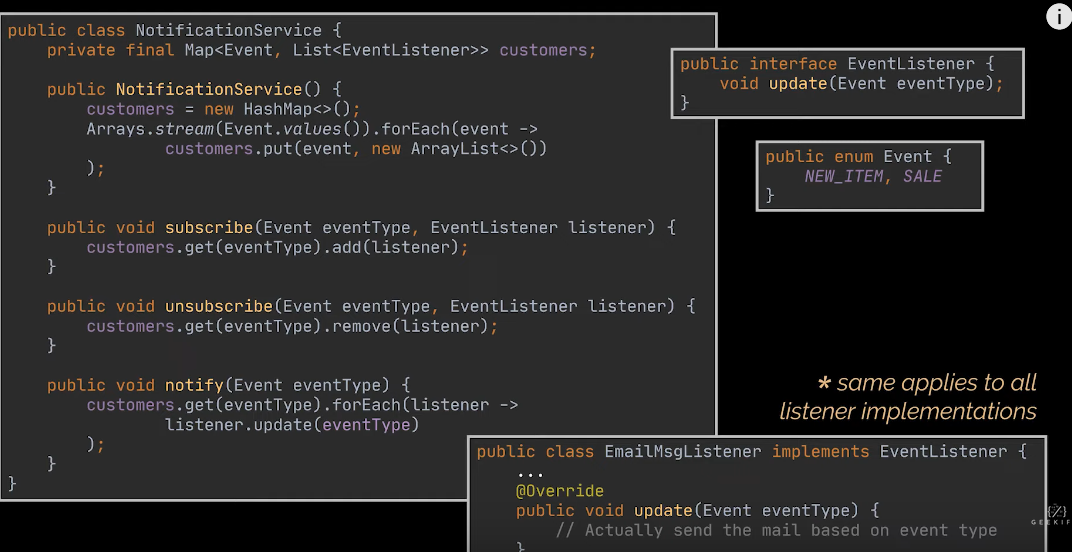 public class NotificationService {
    private final Map<Event, List<EventListener>> customers;
    public NotificationService() {
        customers = new HashMap<>();
        Arrays.stream(Event.values()).forEach(event ->
                customers.put(event, new ArrayList<>())
        );
    }
    public void subscribe(Event eventType, EventListener listener) {
        customers.get(eventType).add(listener);
    }
    public void unsubscribe(Event eventType, EventListener listener) {
        customers.get(eventType).remove(listener);
    }
    public void notify(Event eventType) {
        customers.get(eventType).forEach(listener ->
                listener.update(eventType)
        );
    }
}
i
public interface EventListener {
    void update(Event eventType);
}
public enum Event {
    NEW_ITEM, SALE
}
* same applies to all
listener implementations
public class EmailMsgListener implements EventListener {
    ...
    @Override
    public void update(Event eventType) {
        // Actually send the mail based on event type
    }
GEEKIF